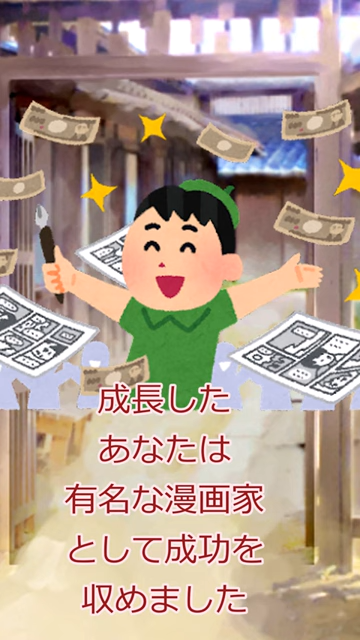 成長した
あなたは
有名な漫画家
として成功を
収めました